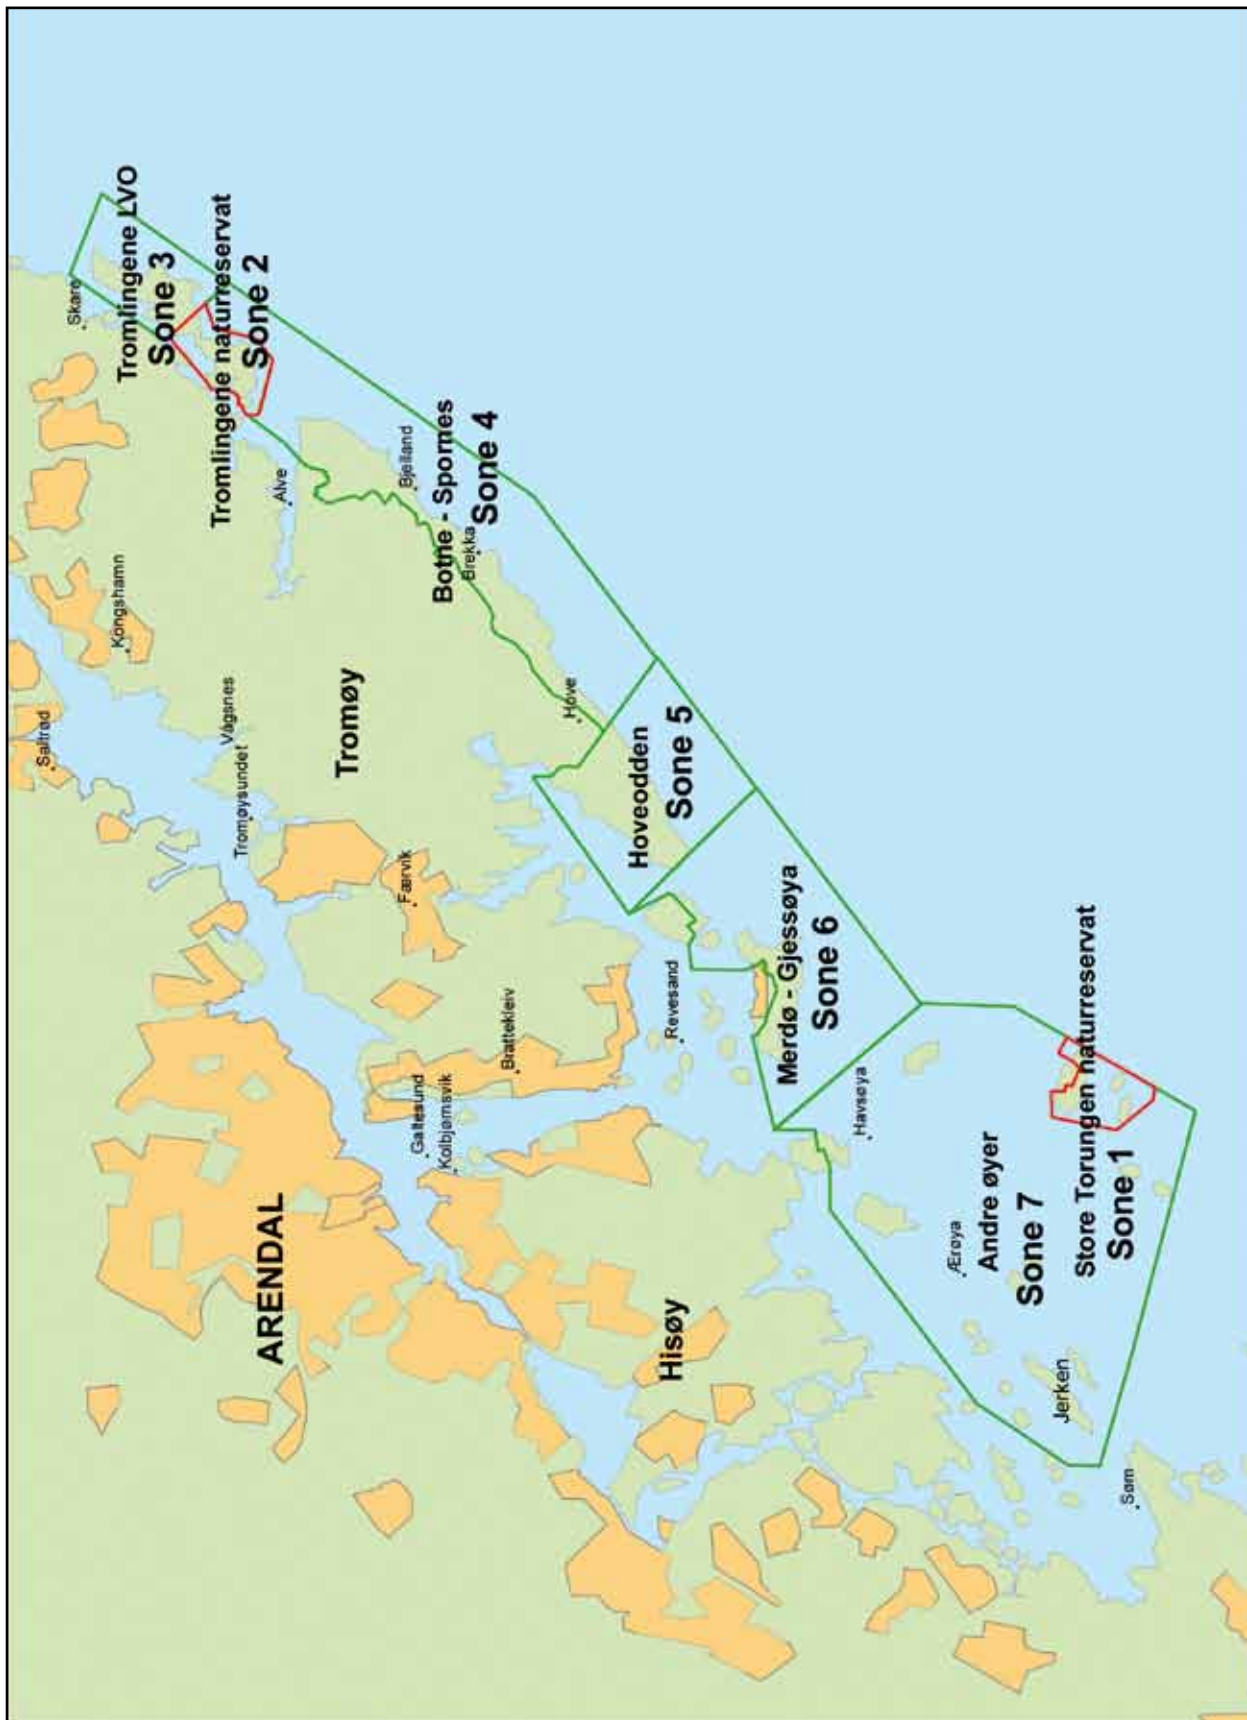 Skare
Tromlingene LVO
Sone 3
Tromlingene naturreservat
Sone 2
Saltrød
Kongshamn
Vågsnes
Tromøysundet
Alve
Bjelland
Botne - Spornes
Sone 4
Brekka
Tromøy
Hove
Færvik
Hoveodden
Sone 5
ARENDAL
Galtesund
Kolbjørnsvik
Brattekleiv
Revesand
Merdø - Gjessøya
Sone 6
Hisøy
Havsøya
Ærøya
Andre øyer
Sone 7
Store Torungen naturreservat
Sone 1
Jerken
Søm